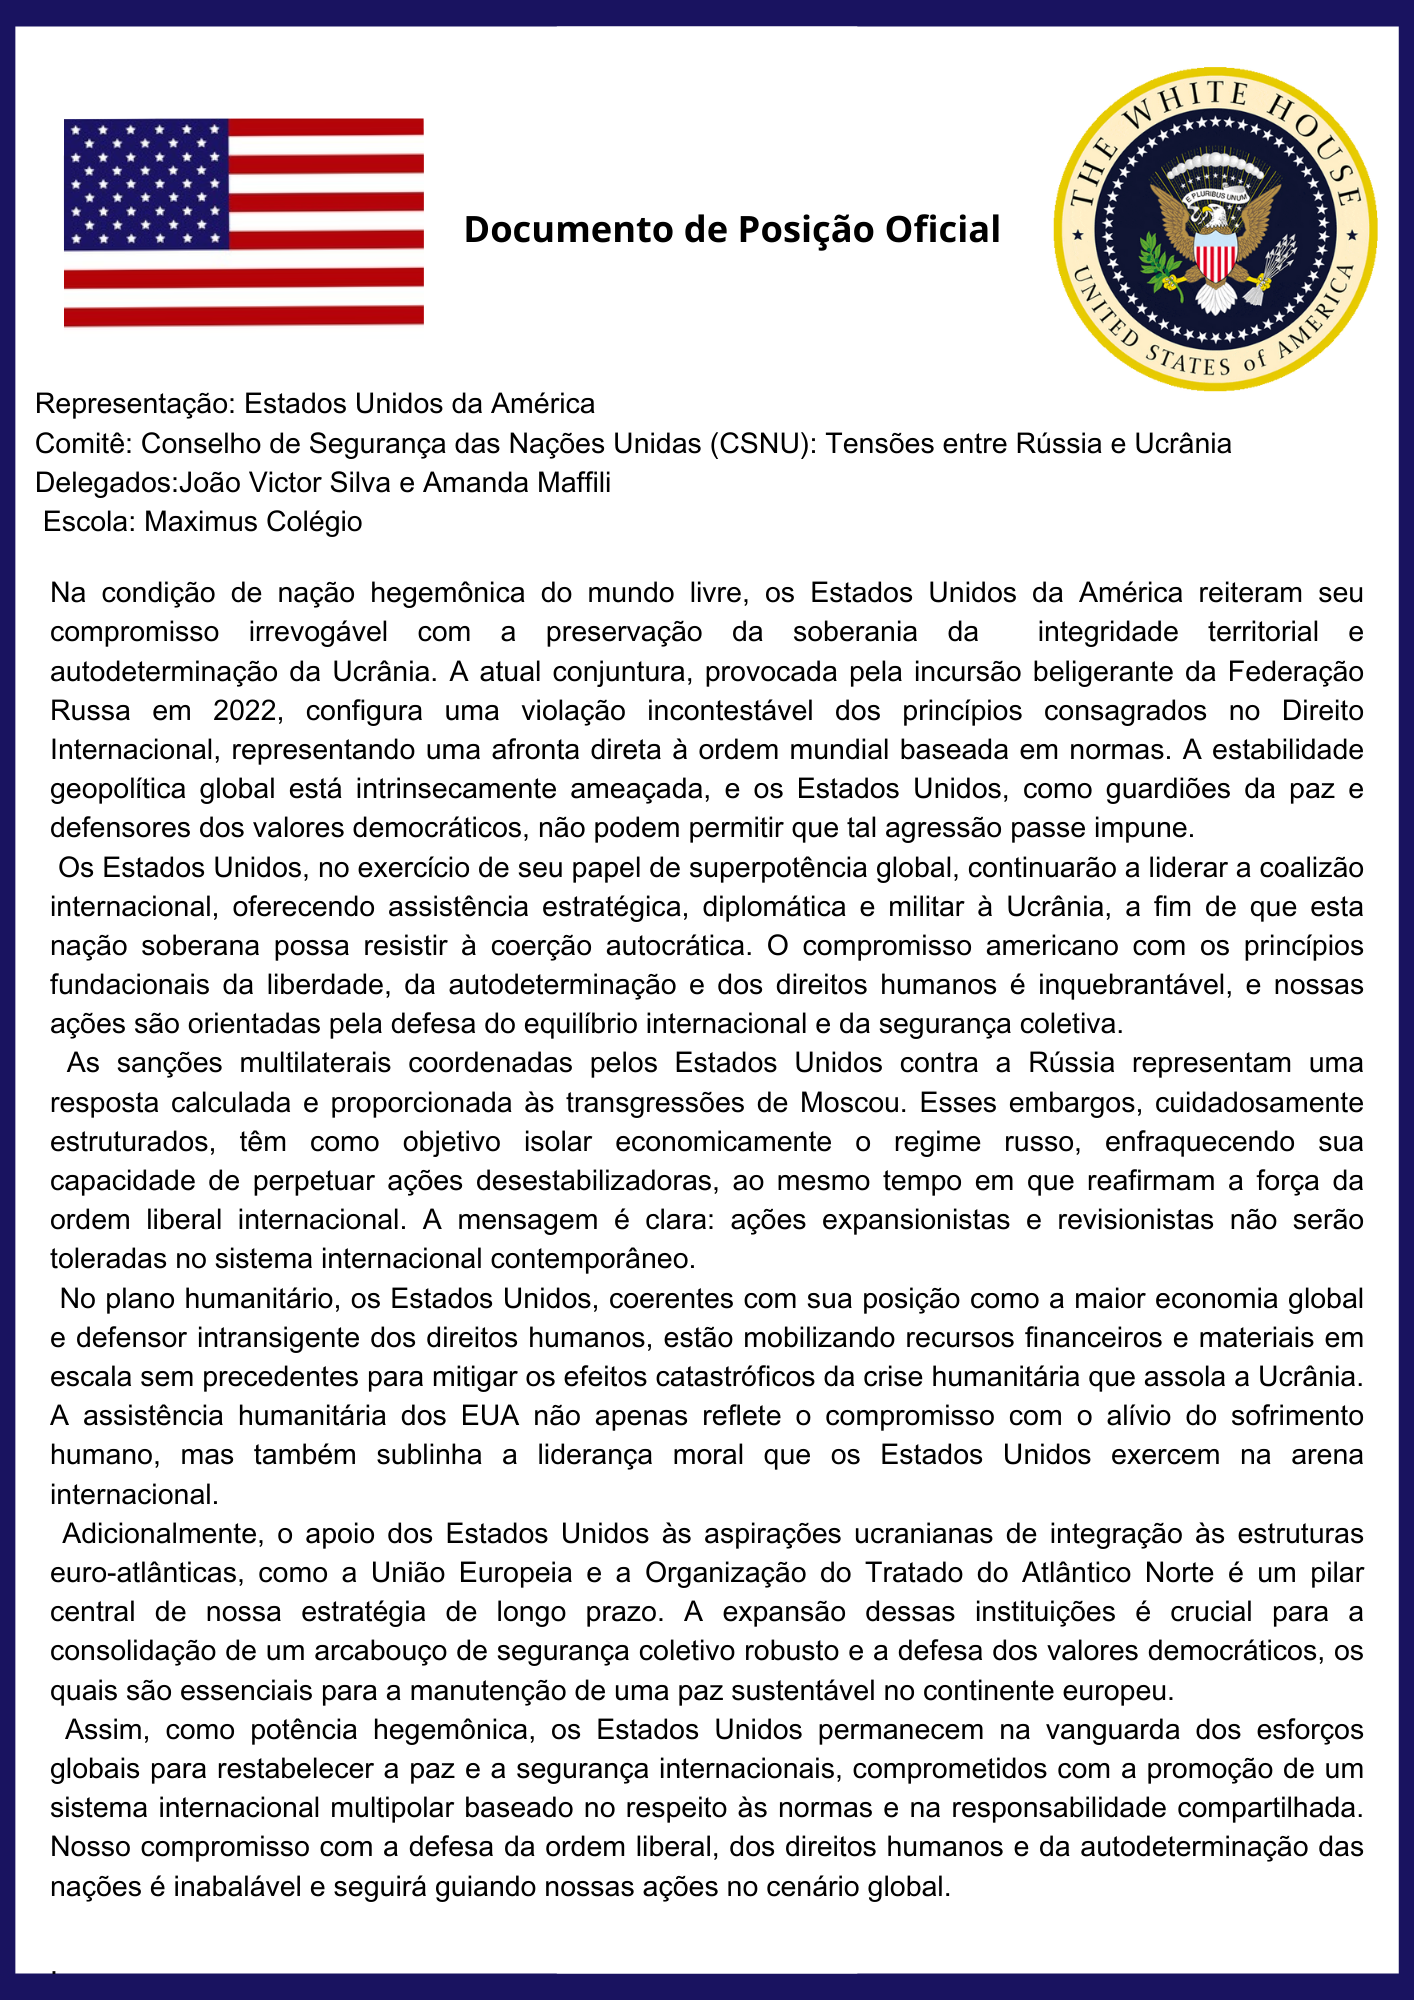 Documento de Posição Oficial
THE WHITE HOUSE
E PLURIBUS UNUM
UNITED STATES of AMERICA
Representação: Estados Unidos da América
Comitê: Conselho de Segurança das Nações Unidas (CSNU): Tensões entre Rússia e Ucrânia
Delegados:João Victor Silva e Amanda Maffili
Escola: Maximus Colégio
Na condição de nação hegemônica do mundo livre, os Estados Unidos da América reiteram seu
compromisso irrevogável com a preservação da soberania da integridade territorial e
autodeterminação da Ucrânia. A atual conjuntura, provocada pela incursão beligerante da Federação
Russa em 2022, configura uma violação incontestável dos princípios consagrados no Direito
Internacional, representando uma afronta direta à ordem mundial baseada em normas. A estabilidade
geopolítica global está intrinsecamente ameaçada, e os Estados Unidos, como guardiões da paz e
defensores dos valores democráticos, não podem permitir que tal agressão passe impune.
Os Estados Unidos, no exercício de seu papel de superpotência global, continuarão a liderar a coalizão
internacional, oferecendo assistência estratégica, diplomática e militar à Ucrânia, a fim de que esta
nação soberana possa resistir à coerção autocrática. O compromisso americano com os princípios
fundacionais da liberdade, da autodeterminação e dos direitos humanos é inquebrantável, e nossas
ações são orientadas pela defesa do equilíbrio internacional e da segurança coletiva.
As sanções multilaterais coordenadas pelos Estados Unidos contra a Rússia representam uma
resposta calculada e proporcionada às transgressões de Moscou. Esses embargos, cuidadosamente
estruturados, têm como objetivo isolar economicamente o regime russo, enfraquecendo sua
capacidade de perpetuar ações desestabilizadoras, ao mesmo tempo em que reafirmam a força da
ordem liberal internacional. A mensagem é clara: ações expansionistas e revisionistas não serão
toleradas no sistema internacional contemporâneo.
No plano humanitário, os Estados Unidos, coerentes com sua posição como a maior economia global
e defensor intransigente dos direitos humanos, estão mobilizando recursos financeiros e materiais em
escala sem precedentes para mitigar os efeitos catastróficos da crise humanitária que assola a Ucrânia.
A assistência humanitária dos EUA não apenas reflete o compromisso com o alívio do sofrimento
humano, mas também sublinha a liderança moral que os Estados Unidos exercem na arena
internacional.
Adicionalmente, o apoio dos Estados Unidos às aspirações ucranianas de integração às estruturas
euro-atlânticas, como a União Europeia e a Organização do Tratado do Atlântico Norte é um pilar
central de nossa estratégia de longo prazo. A expansão dessas instituições é crucial para a
consolidação de um arcabouço de segurança coletivo robusto e a defesa dos valores democráticos, os
quais são essenciais para a manutenção de uma paz sustentável no continente europeu.
Assim, como potência hegemônica, os Estados Unidos permanecem na vanguarda dos esforços
globais para restabelecer a paz e a segurança internacionais, comprometidos com a promoção de um
sistema internacional multipolar baseado no respeito às normas e na responsabilidade compartilhada.
Nosso compromisso com a defesa da ordem liberal, dos direitos humanos e da autodeterminação das
nações é inabalável e seguirá guiando nossas ações no cenário global.
.